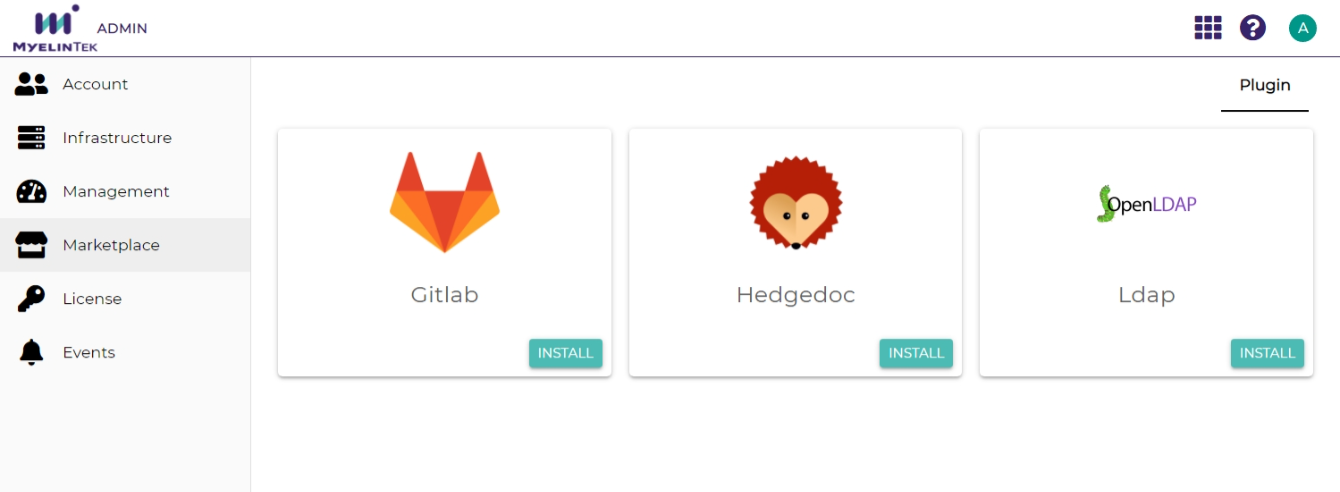 MYELINTEK
ADMIN
A
Account
Infrastructure
Management
Marketplace
License
Events
Plugin
Gitlab
INSTALL
Hedgedoc
INSTALL
OpenLDAP
Ldap
INSTALL